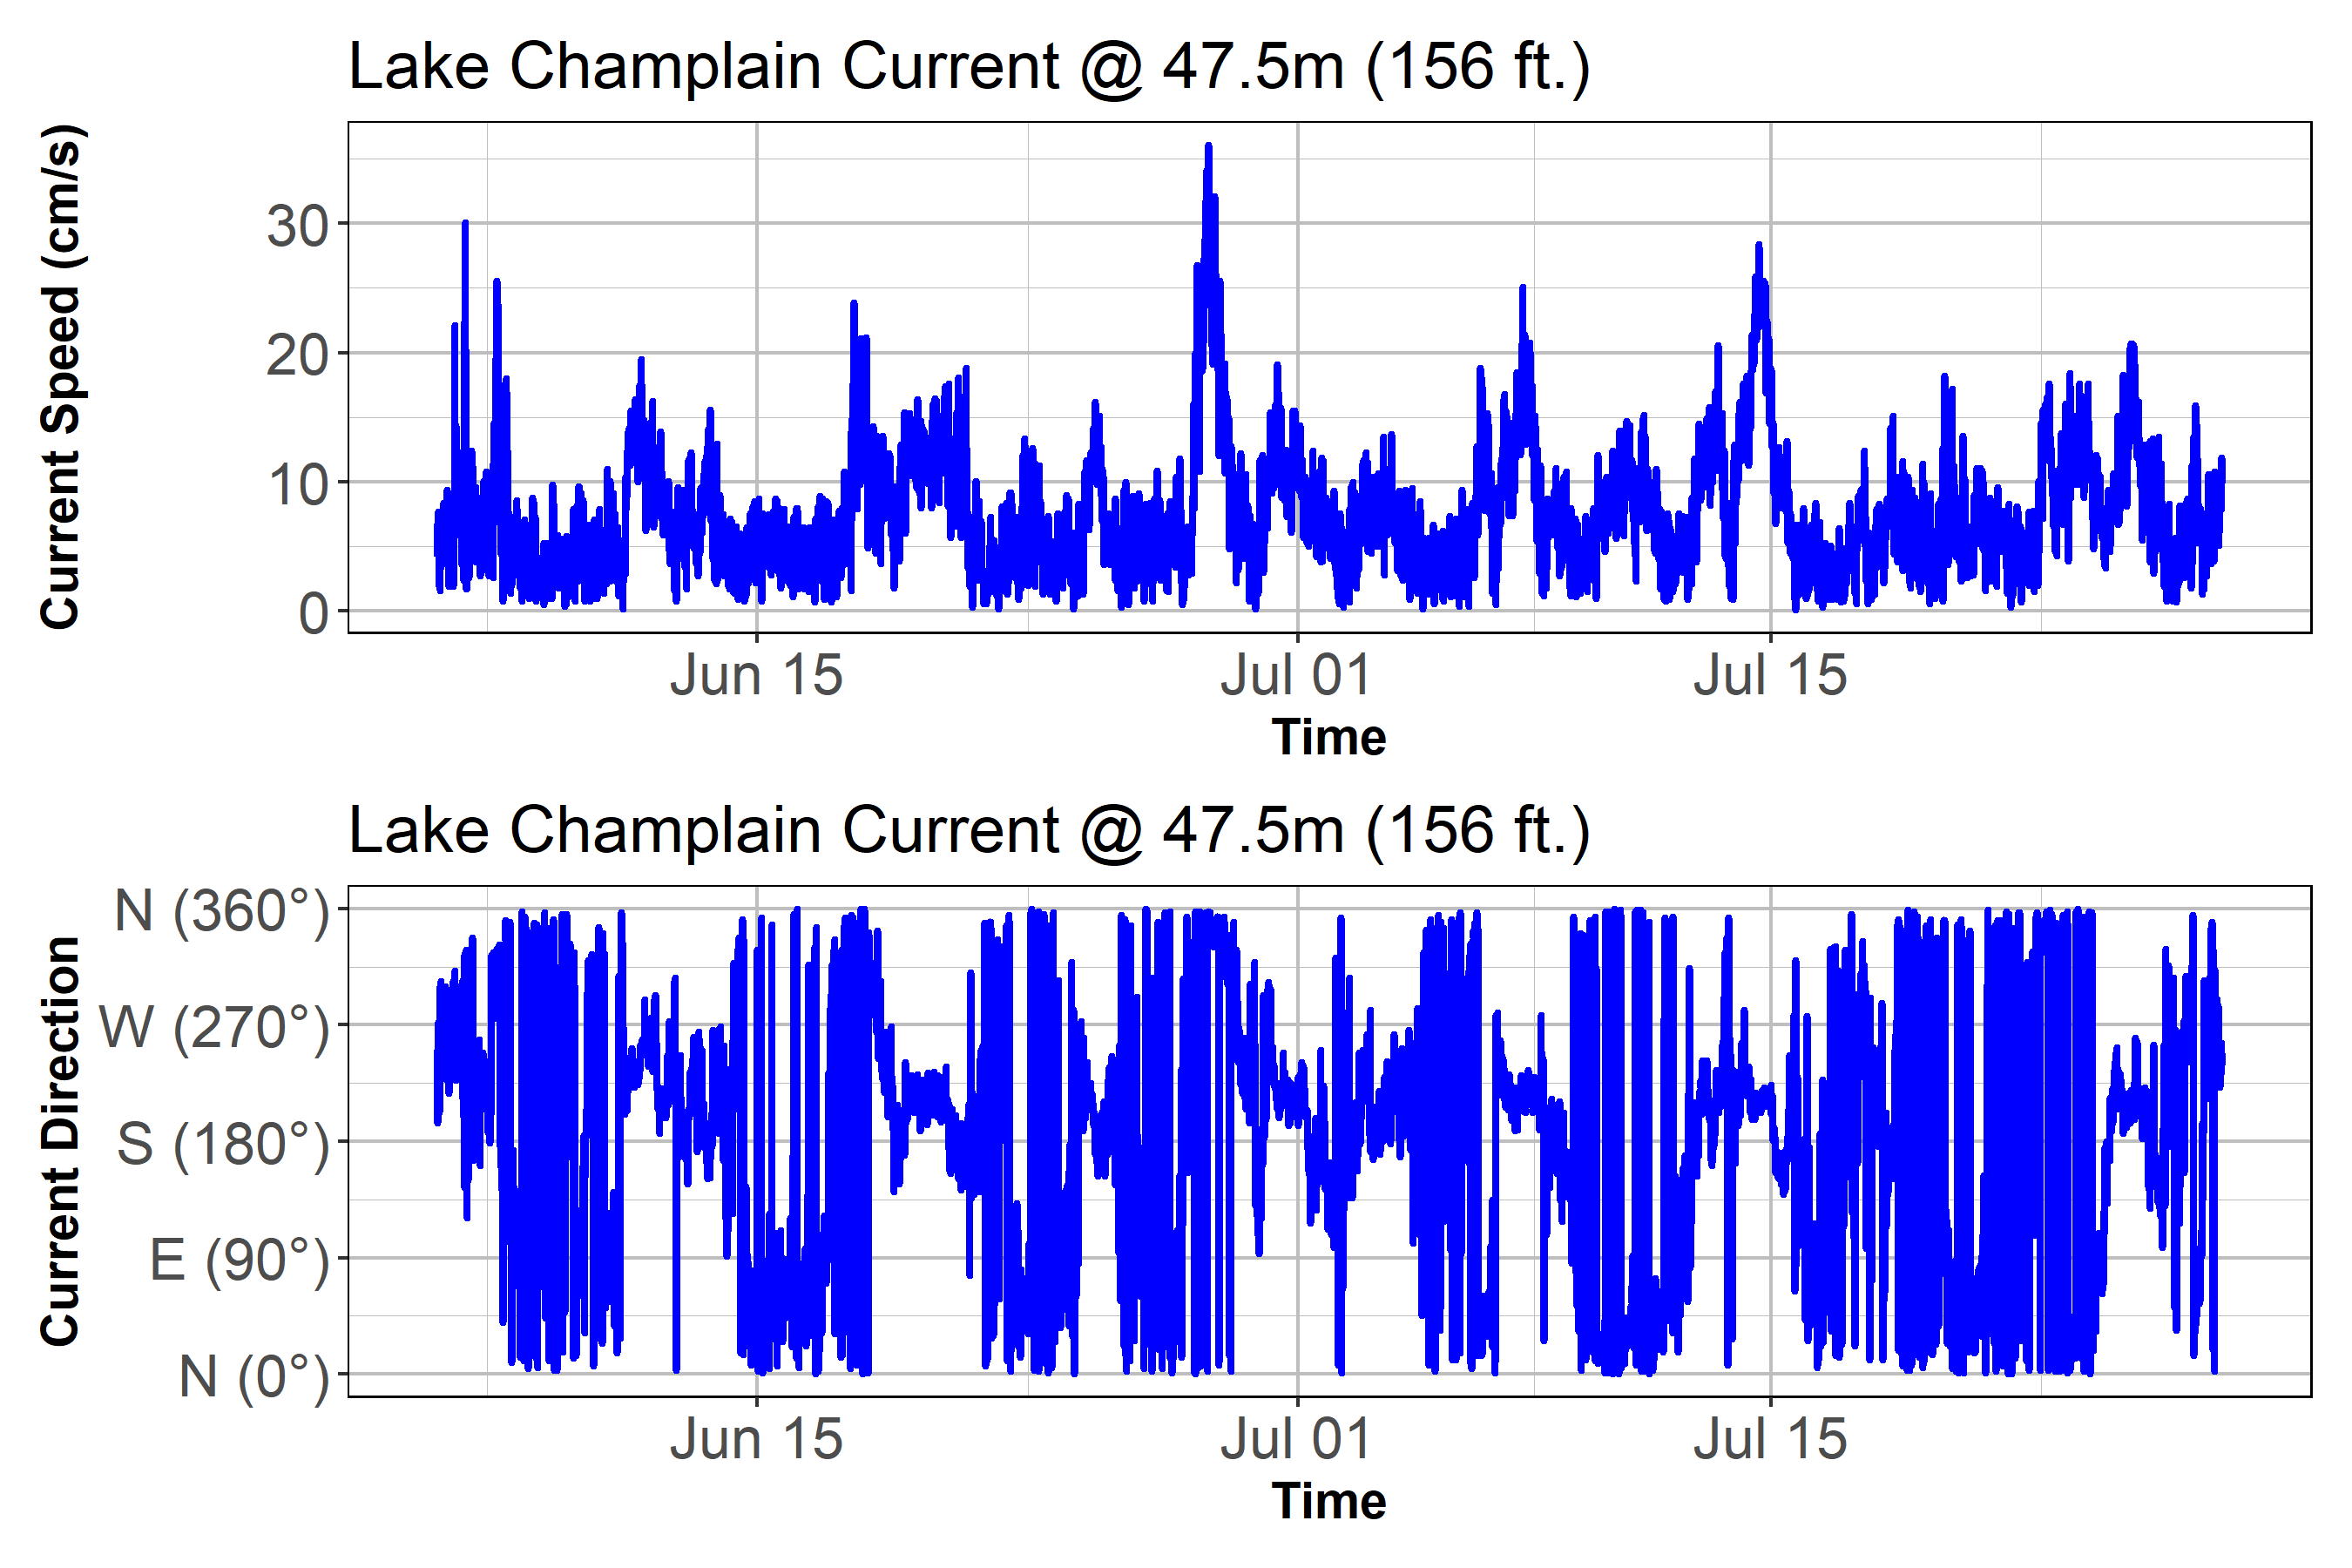 Lake Champlain Current @ 47.5m (156 ft.)
Current Speed (cm/s)
30
20
10
0
Jun 15 Jul 01 Jul 15
Time
Lake Champlain Current @ 47.5m (156 ft.)
Current Direction
N (360°)
W (270°)
S (180°)
E (90°)
N (0°)
Jun 15 Jul 01 Jul 15
Time